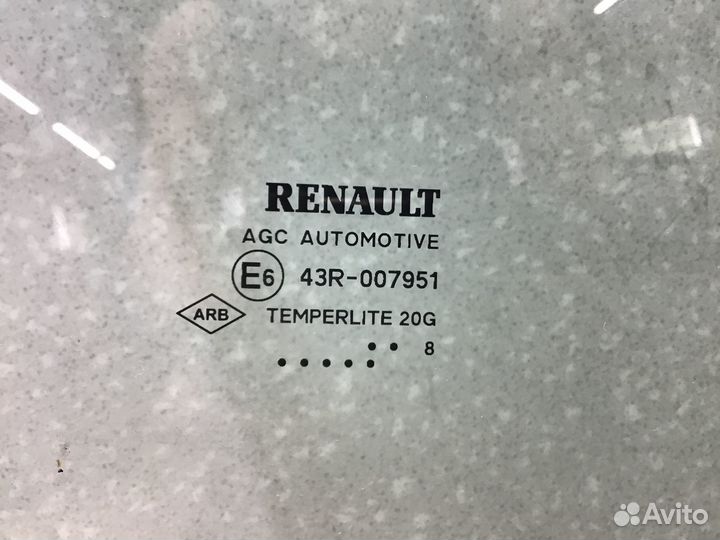 RENAULT
AGC AUTOMOTIVE
E6 43R-007951
ARB TEMPERLITE 20G
8
Avito